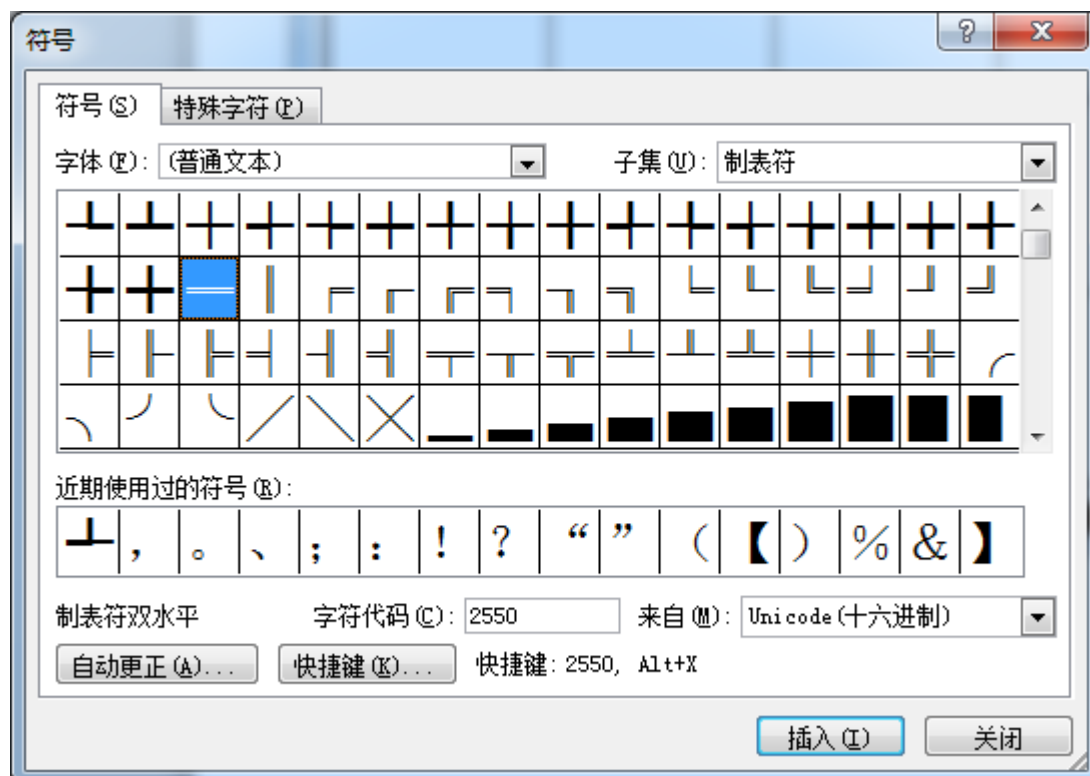 符号
符号(S) 特殊字符(P)
字体(F): (普通文本) 子集(U): 制表符
┺ ┻ ┼ ┽ ┾ ┿ ╀ ╁ ╂ ╃ ╄ ╅ ╆ ╇ ╈ ╉
╊ ╋ ═ ║ ╒ ╓ ╔ ╕ ╖ ╗ ╘ ╙ ╚ ╛ ╜ ╝
╞ ╟ ╠ ╡ ╢ ╣ ╤ ╥ ╦ ╧ ╨ ╩ ╪ ╫ ╬ ╭
╮ ╯ ╰ ╱ ╲ ╳ ▁ ▂ ▃ ▄ ▅ ▆ ▇ █ ▉ ▊
近期使用过的符号(R):
┹ ， 。 、 ； ： ！ ？ “ ” （ 【 ） % & 】
制表符双水平 字符代码(C): 2550 来自(M): Unicode(十六进制)
自动更正(A)... 快捷键(K)... 快捷键: 2550, Alt+X
插入(I) 关闭